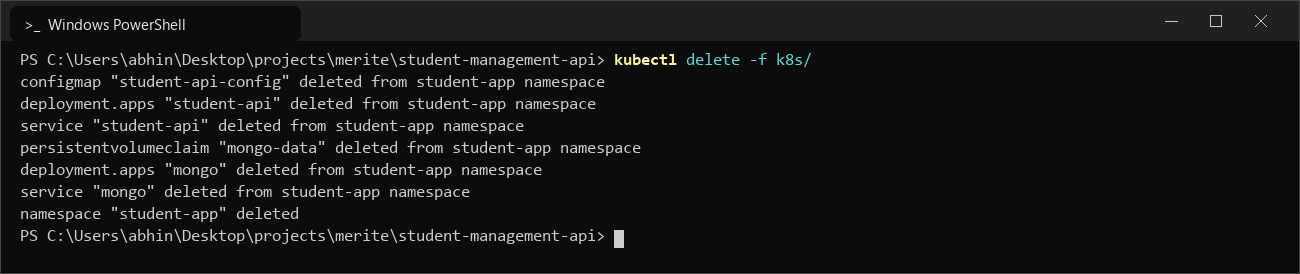 >_ Windows PowerShell
PS C:\Users\abhin\Desktop\projects\merite\student-management-api> kubectl delete -f k8s/
configmap "student-api-config" deleted from student-app namespace
deployment.apps "student-api" deleted from student-app namespace
service "student-api" deleted from student-app namespace
persistentvolumeclaim "mongo-data" deleted from student-app namespace
deployment.apps "mongo" deleted from student-app namespace
service "mongo" deleted from student-app namespace
namespace "student-app" deleted
PS C:\Users\abhin\Desktop\projects\merite\student-management-api>